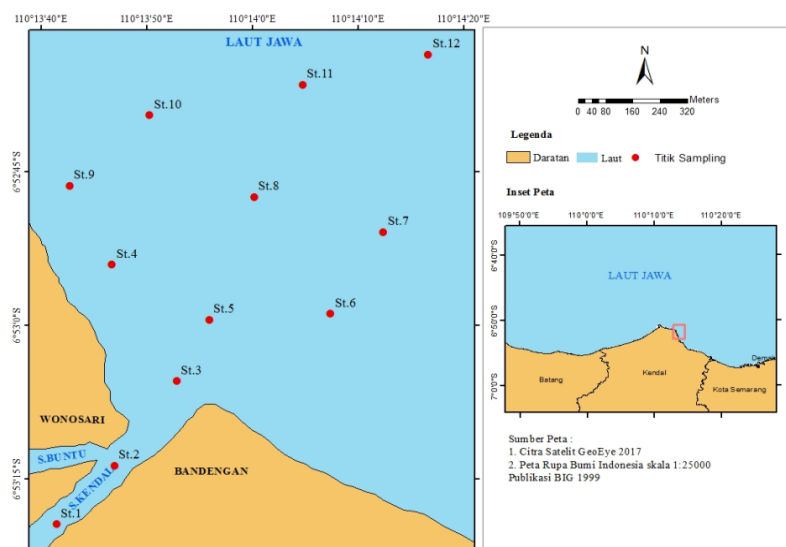 110°13'40"E 110°13'50"E 110°14'0"E 110°14'10"E 110°14'20"E
LAUT JAWA
St.12
St.11
St.10
6°52'45"S
St.9
St.8
St.7
St.4
St.5
St.6
6°53'0"S
St.3
WONOSARI
S.BUNTU
St.2
S.KENDAL
BANDENGAN
6°53'15"S
St.1
N
Meters
0 40 80 160 240 320
Legenda
Daratan Laut Titik Sampling
Inset Peta
109°50'0"E 110°0'0"E 110°10'0"E 110°20'0"E
6°40'0"S
LAUT JAWA
6°50'0"S
Demak
Batang
Kendal
Kota Semarang
7°0'0"S
Sumber Peta :
1. Citra Satelit GeoEye 2017
2. Peta Rupa Bumi Indonesia skala 1:25000
Publikasi BIG 1999